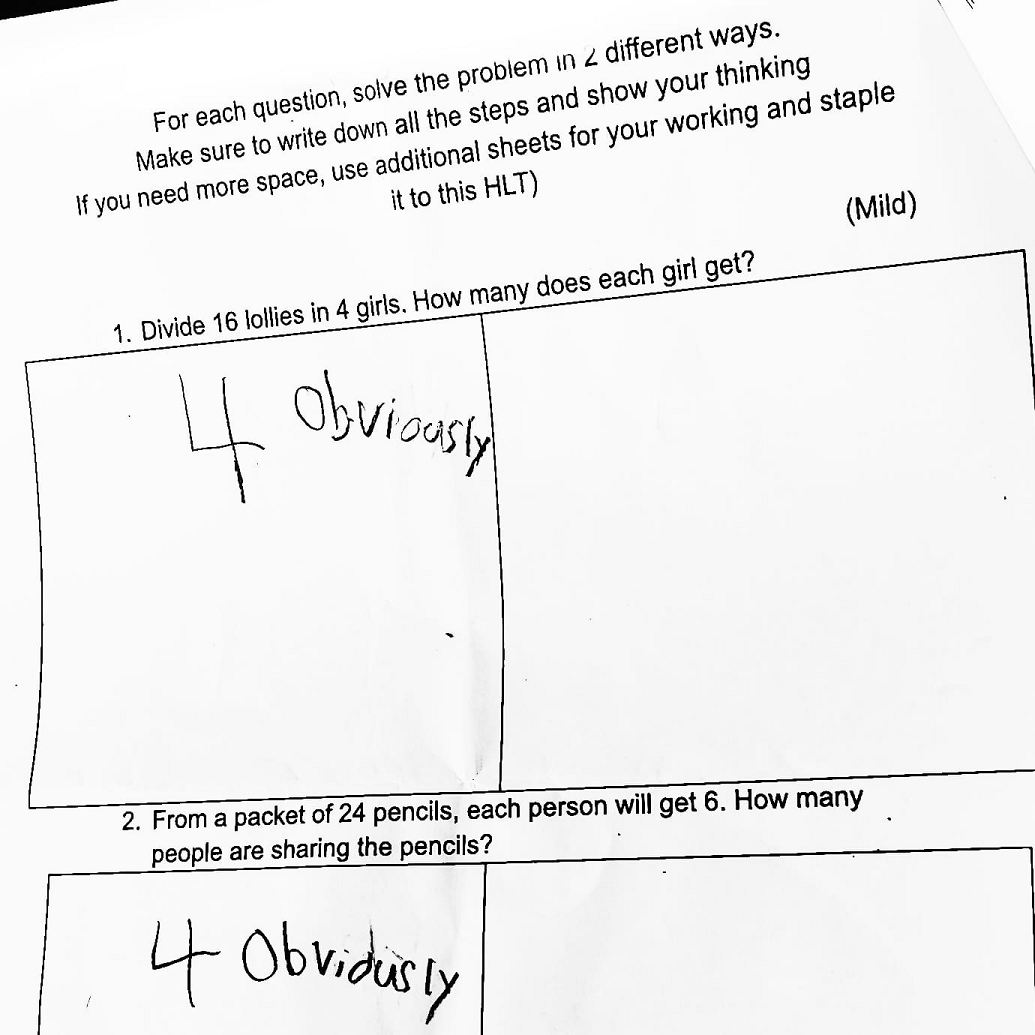 For each question, solve the problem in 2 different ways.
Make sure to write down all the steps and show your thinking
If you need more space, use additional sheets for your working and staple
it to this HLT)
(Mild)
1. Divide 16 lollies in 4 girls. How many does each girl get?
4 Obviously
2. From a packet of 24 pencils, each person will get 6. How many
people are sharing the pencils?
4 Obviously